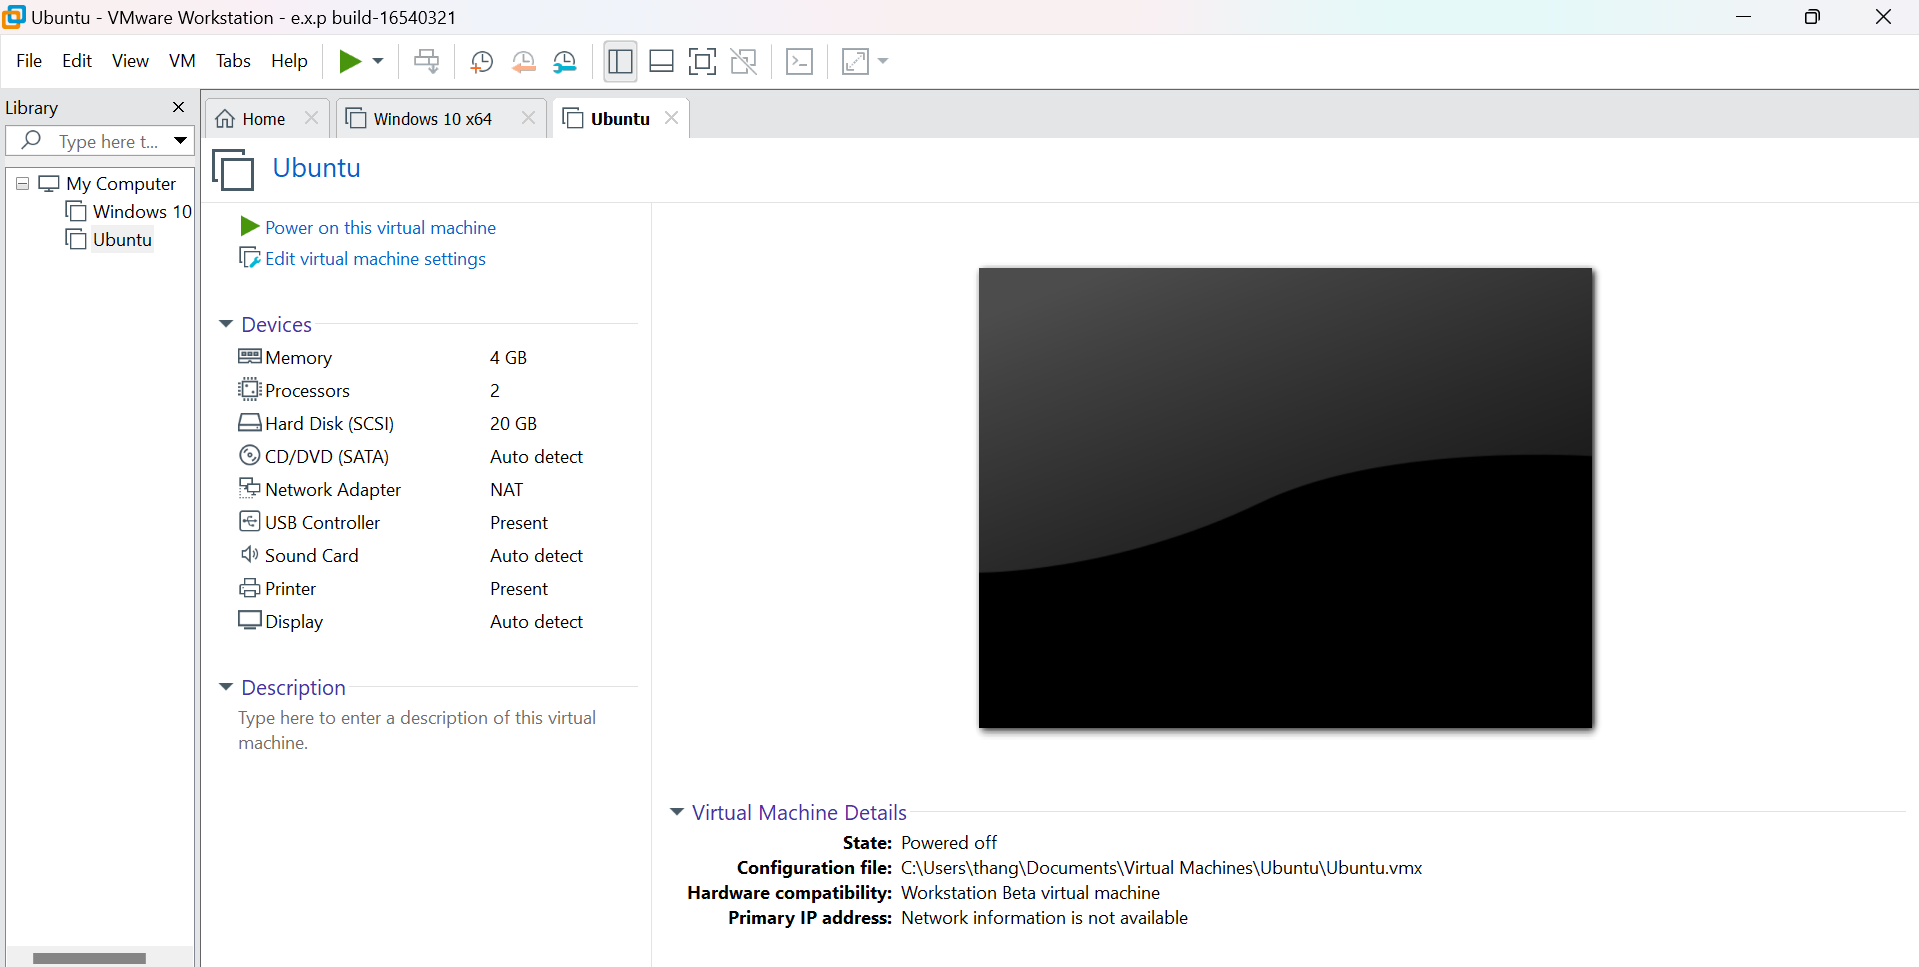 Ubuntu - VMware Workstation - e.x.p build-16540321
File Edit View VM Tabs Help
Library
Type here t...
My Computer
Windows 10
Ubuntu
Home
Windows 10 x64
Ubuntu
Ubuntu
Power on this virtual machine
Edit virtual machine settings
Devices
Memory 4 GB
Processors 2
Hard Disk (SCSI) 20 GB
CD/DVD (SATA) Auto detect
Network Adapter NAT
USB Controller Present
Sound Card Auto detect
Printer Present
Display Auto detect
Description
Type here to enter a description of this virtual
machine.
Virtual Machine Details
State: Powered off
Configuration file: C:\Users\thang\Documents\Virtual Machines\Ubuntu\Ubuntu.vmx
Hardware compatibility: Workstation Beta virtual machine
Primary IP address: Network information is not available